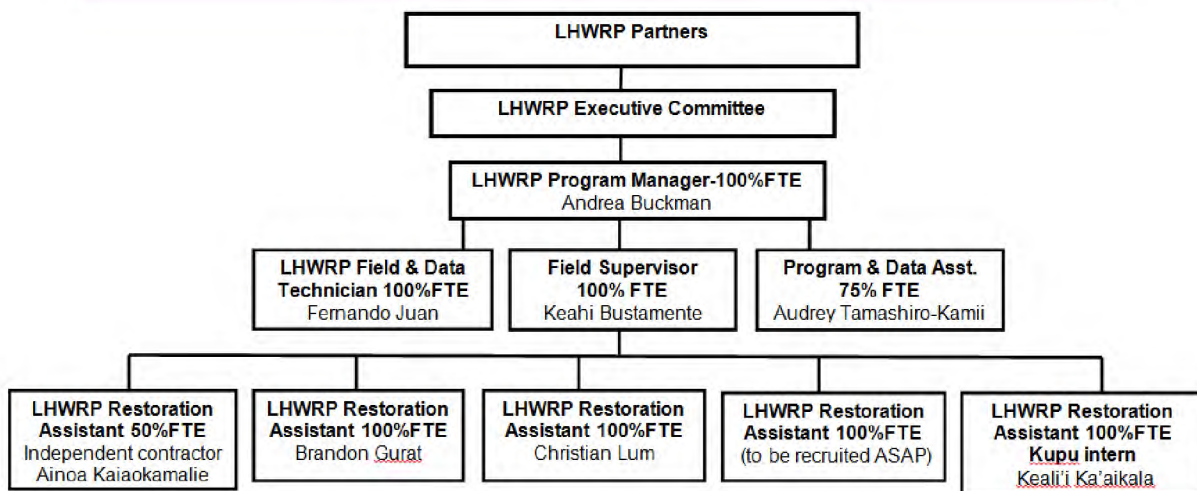 LHWRP Partners
LHWRP Executive Committee
LHWRP Program Manager-100%FTE
Andrea Buckman
LHWRP Field & Data
Technician 100%FTE
Fernando Juan
Field Supervisor
100% FTE
Keahi Bustamente
Program & Data Asst.
75% FTE
Audrey Tamashiro-Kamii
LHWRP Restoration
Assistant 50%FTE
Independent contractor
Ainoa Kaiaokamalie
LHWRP Restoration
Assistant 100%FTE
Brandon Gurat
LHWRP Restoration
Assistant 100%FTE
Christian Lum
LHWRP Restoration
Assistant 100%FTE
(to be recruited ASAP)
LHWRP Restoration
Assistant 100%FTE
Kupu intern
Keali'i Ka'aikala